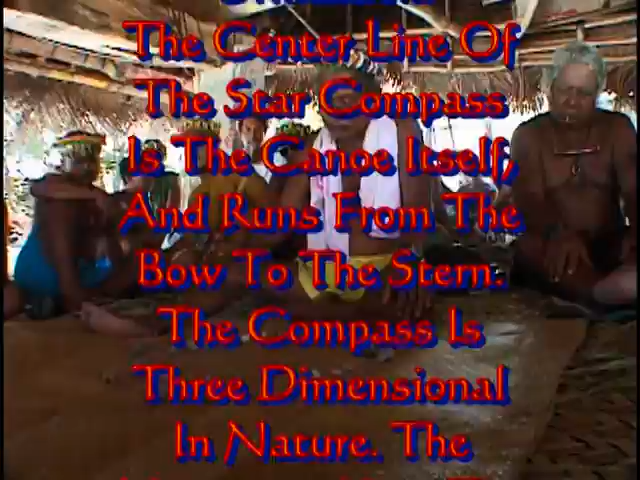 The Center Line Of
The Star Compass
Is The Canoe Itself,
And Runs From The
Bow To The Stern.
The Compass Is
Three Dimensional
In Nature. The